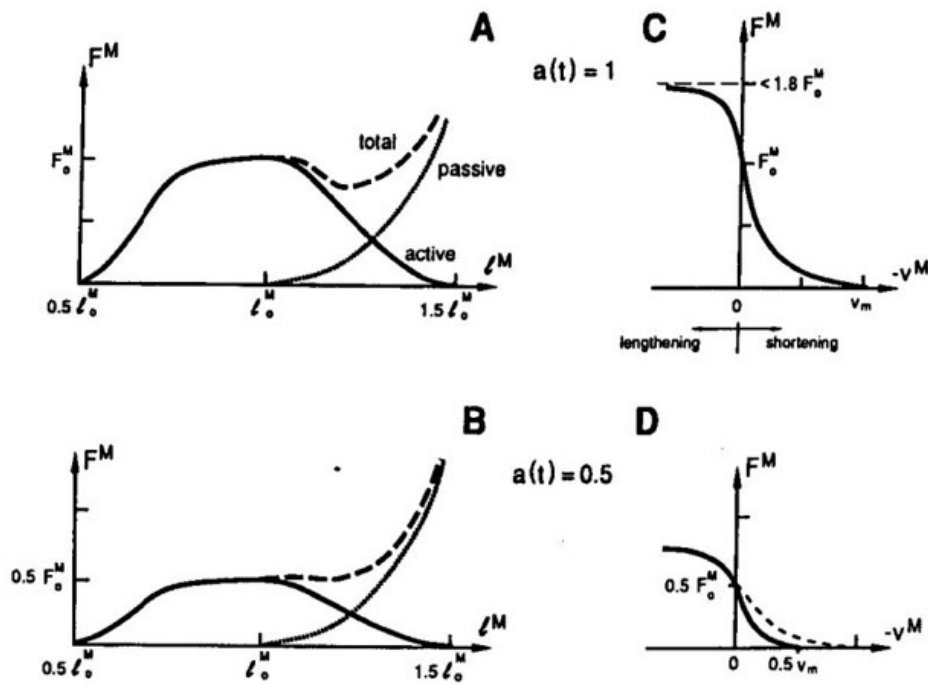 A
F^M
F_o^M
total
passive
active
ℓ^M
0.5 ℓ_o^M
ℓ_o^M
1.5 ℓ_o^M
a(t) = 1
C
F^M
<1.8 F_o^M
F_o^M
-v^M
0
v_m
lengthening
shortening
B
F^M
0.5 F_o^M
ℓ^M
0.5 ℓ_o^M
ℓ_o^M
1.5 ℓ_o^M
a(t) = 0.5
D
F^M
0.5 F_o^M
-v^M
0
0.5 v_m